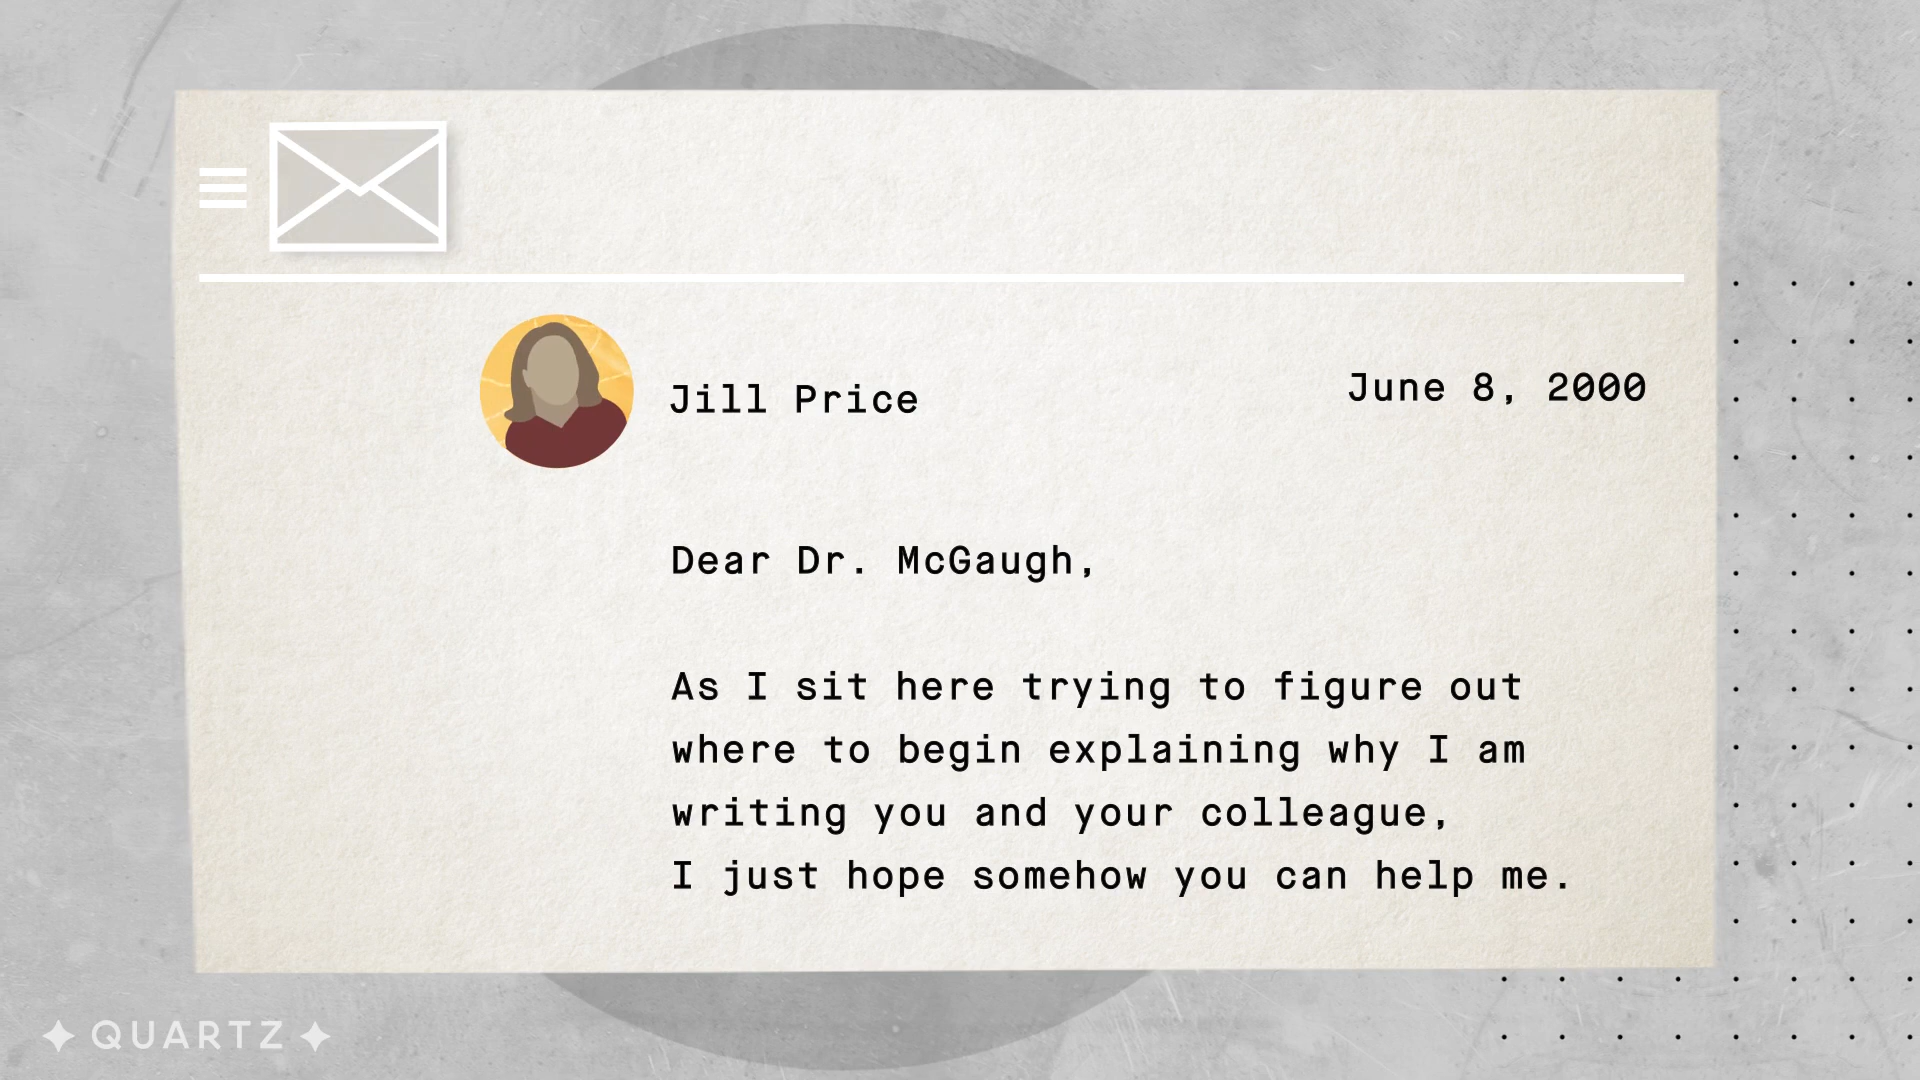 Jill Price
June 8, 2000
Dear Dr. McGaugh,
As I sit here trying to figure out
where to begin explaining why I am
writing you and your colleague,
I just hope somehow you can help me.
QUARTZ